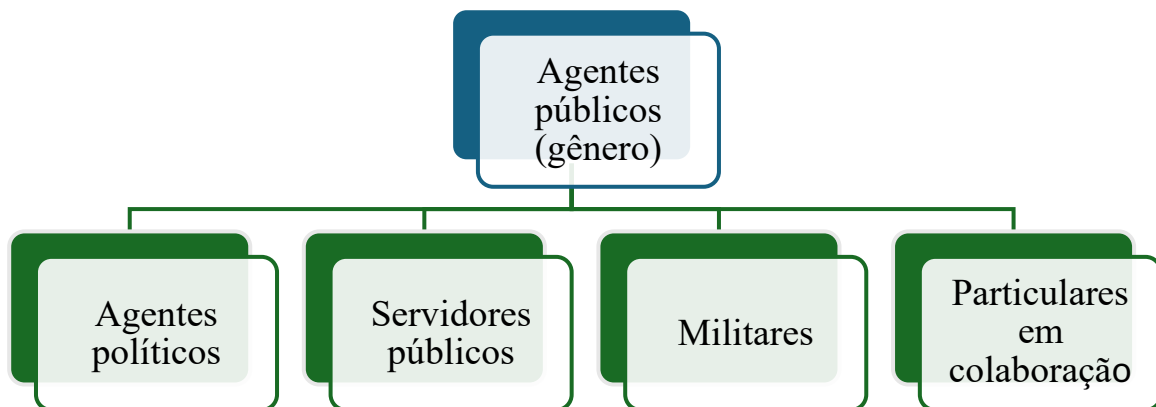 Agentes
públicos
(gênero)
Agentes
políticos
Servidores
públicos
Militares
Particulares
em
colaboração